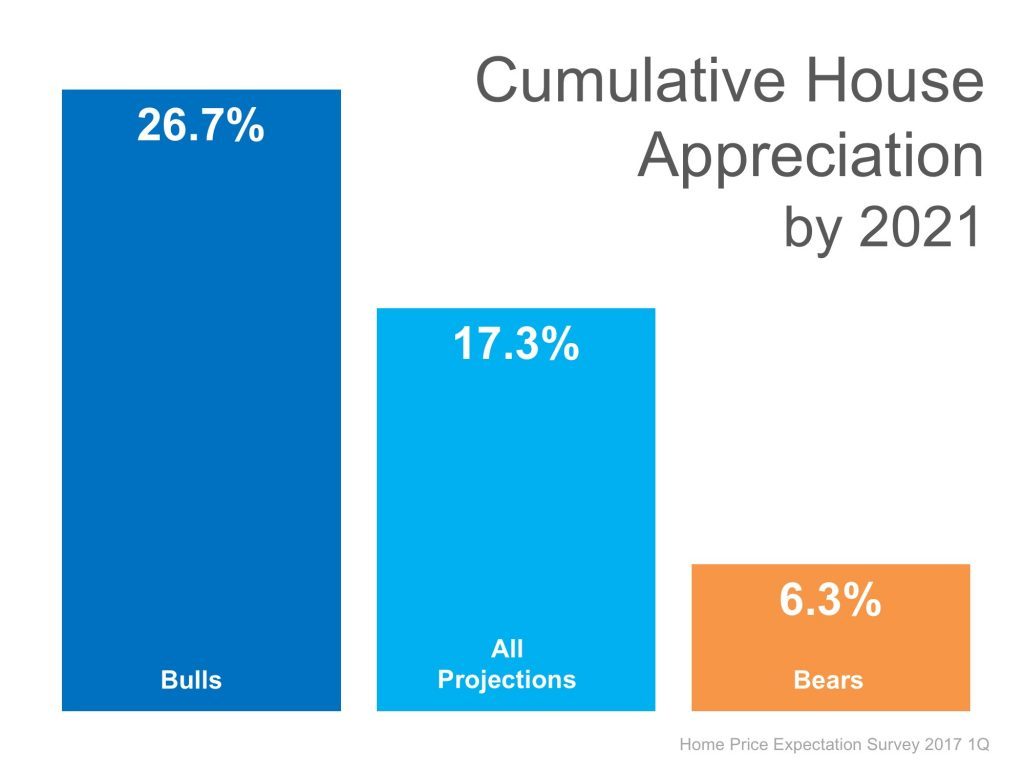 Cumulative House
Appreciation
by 2021
26.7%
Bulls
17.3%
All
Projections
6.3%
Bears
Home Price Expectation Survey 2017 1Q